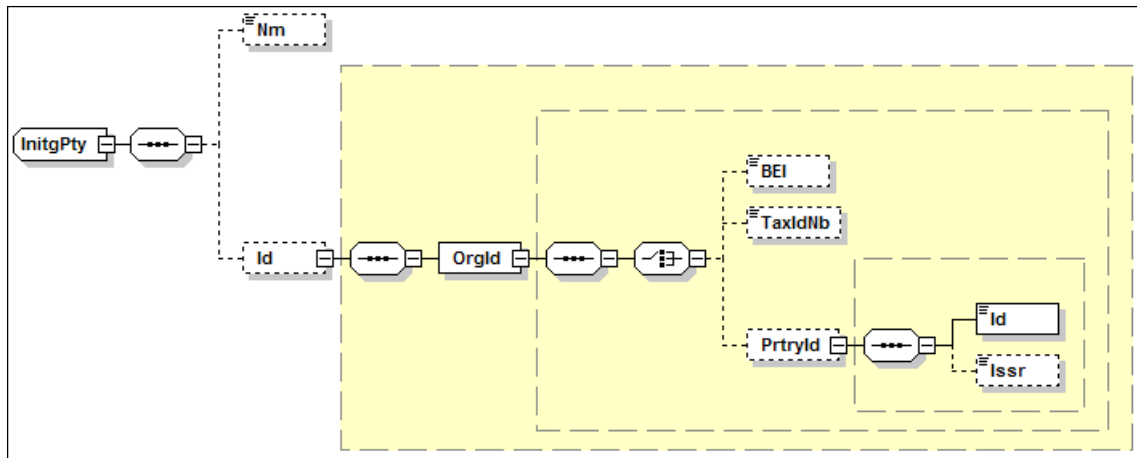 Nm
InitgPty
BEI
TaxIdNb
Id
OrgId
Id
PrtryId
Issr